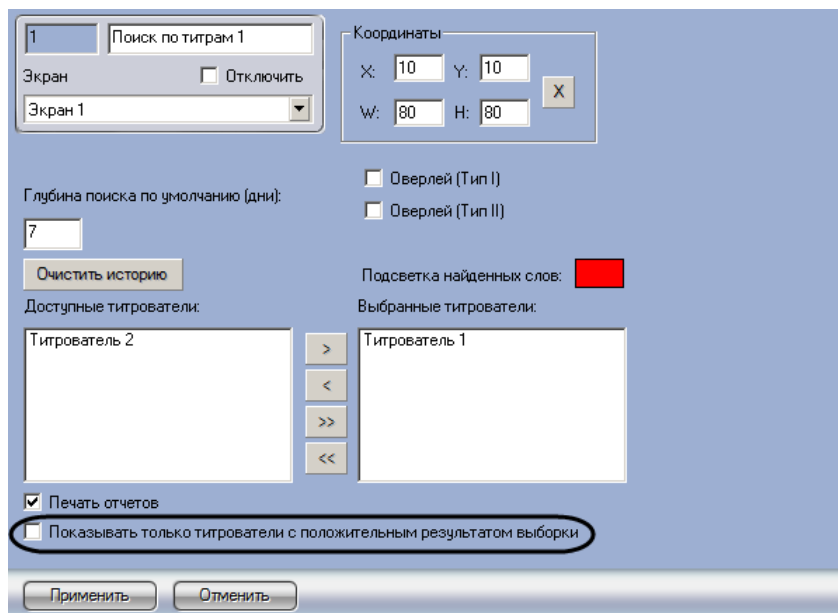 1
Поиск по титрам 1
Экран
Отключить
Экран 1
Координаты
X: 10 Y: 10
X
W: 80 H: 80
Оверлей (Тип I)
Оверлей (Тип II)
Глубина поиска по умолчанию (дни):
7
Очистить историю
Подсветка найденных слов:
Доступные титрователи:
Выбранные титрователи:
Титрователь 2
Титрователь 1
>
<
>>
<<
Печать отчетов
Показывать только титрователи с положительным результатом выборки
Применить
Отменить